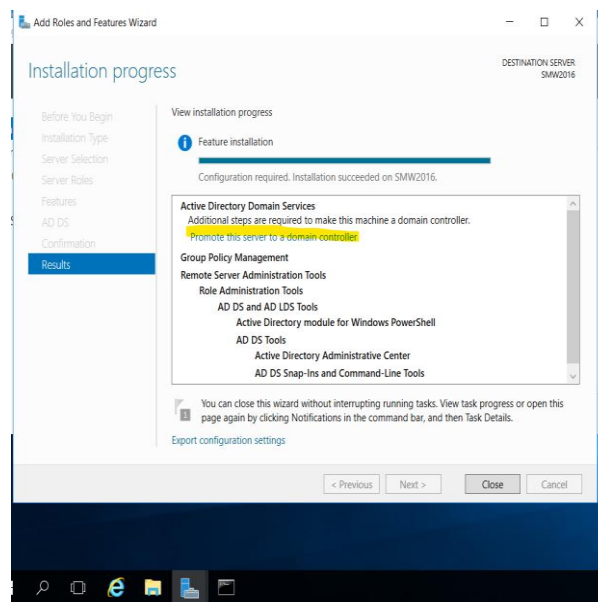 Add Roles and Features Wizard
Installation progress
DESTINATION SERVER
SMW2016
Before You Begin
Installation Type
Server Selection
Server Roles
Features
AD DS
Confirmation
Results
View installation progress
Feature installation
Configuration required. Installation succeeded on SMW2016.
Active Directory Domain Services
Additional steps are required to make this machine a domain controller.
Promote this server to a domain controller
Group Policy Management
Remote Server Administration Tools
Role Administration Tools
AD DS and AD LDS Tools
Active Directory module for Windows PowerShell
AD DS Tools
Active Directory Administrative Center
AD DS Snap-Ins and Command-Line Tools
1
You can close this wizard without interrupting running tasks. View task progress or open this
page again by clicking Notifications in the command bar, and then Task Details.
Export configuration settings
< Previous
Next >
Close
Cancel